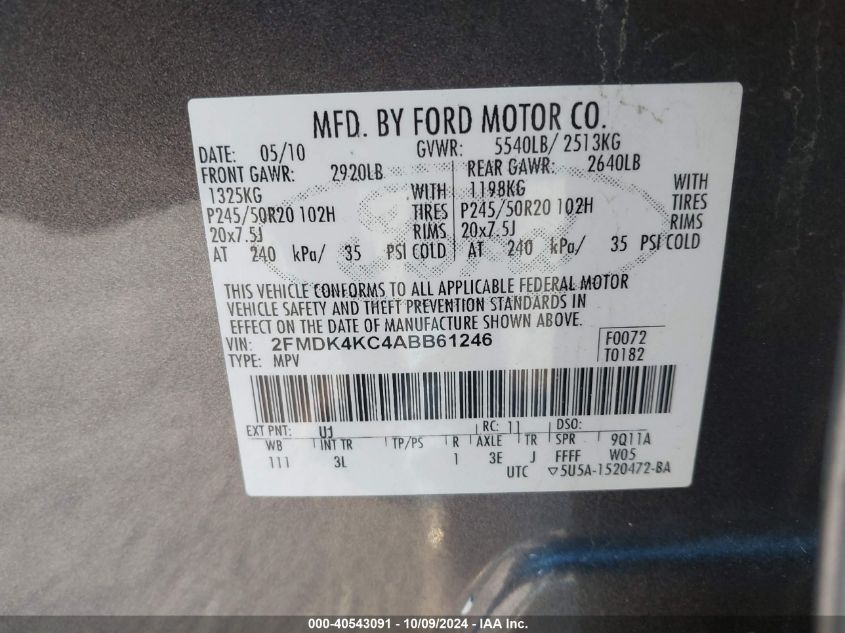 MFD. BY FORD MOTOR CO.
DATE: 05/10 GVWR: 5540LB/ 2513KG
FRONT GAWR: 2920LB REAR GAWR: 2640LB
1325KG WITH 1198KG WITH
P245/50R20 102H TIRES P245/50R20 102H TIRES
20x7.5J RIMS 20x7.5J RIMS
AT 240 kPa/ 35 PSI COLD AT 240 kPa/ 35 PSI COLD
THIS VEHICLE CONFORMS TO ALL APPLICABLE FEDERAL MOTOR
VEHICLE SAFETY AND THEFT PREVENTION STANDARDS IN
EFFECT ON THE DATE OF MANUFACTURE SHOWN ABOVE.
VIN: 2FMDK4KC4ABB61246 F0072
TYPE: MPV T0182
EXT PNT: UJ RC: 11 DSO:
WB INT TR TP/PS R AXLE TR SPR 9Q11A
111 3L 1 3E J FFFF W05
UTC ▽5U5A-1520472-BA
000-40543091 - 10/09/2024 - IAA Inc.